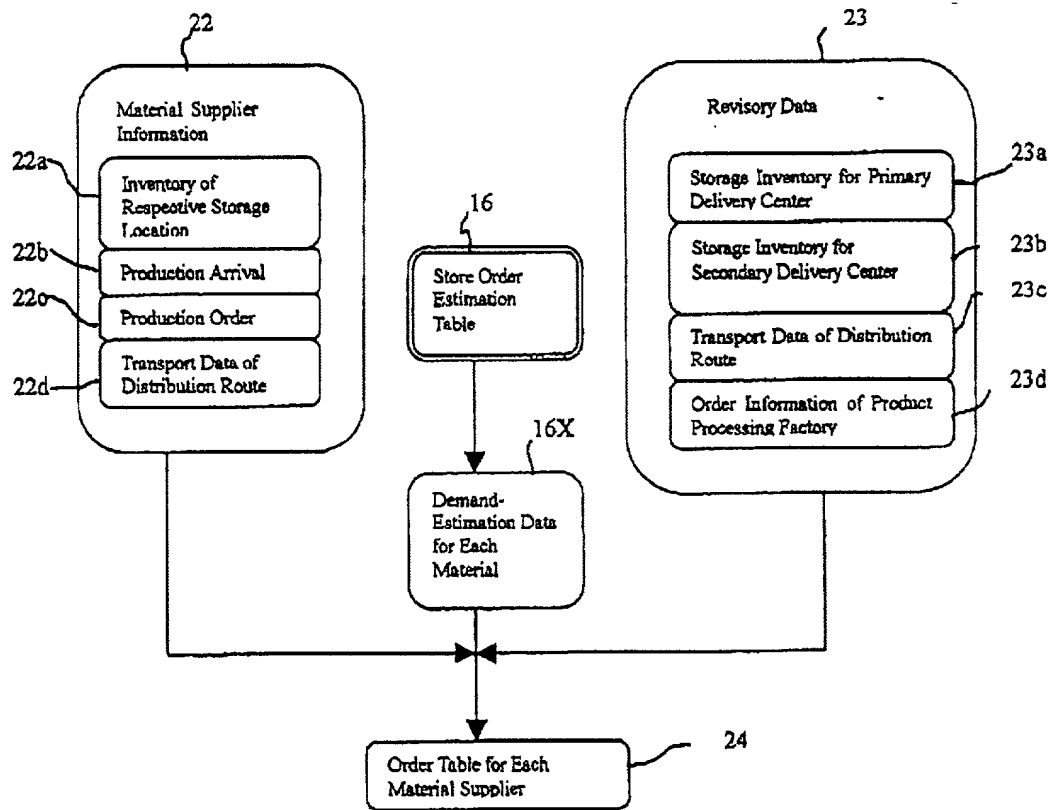 22
Material Supplier
Information
22a
Inventory of
Respective Storage
Location
22b
Production Arrival
22c
Production Order
22d
Transport Data of
Distribution Route
16
Store Order
Estimation
Table
16X
Demand-
Estimation Data
for Each
Material
23
Revisory Data
23a
Storage Inventory for Primary
Delivery Center
23b
Storage Inventory for
Secondary Delivery Center
23c
Transport Data of Distribution
Route
23d
Order Information of Product
Processing Factory
24
Order Table for Each
Material Supplier